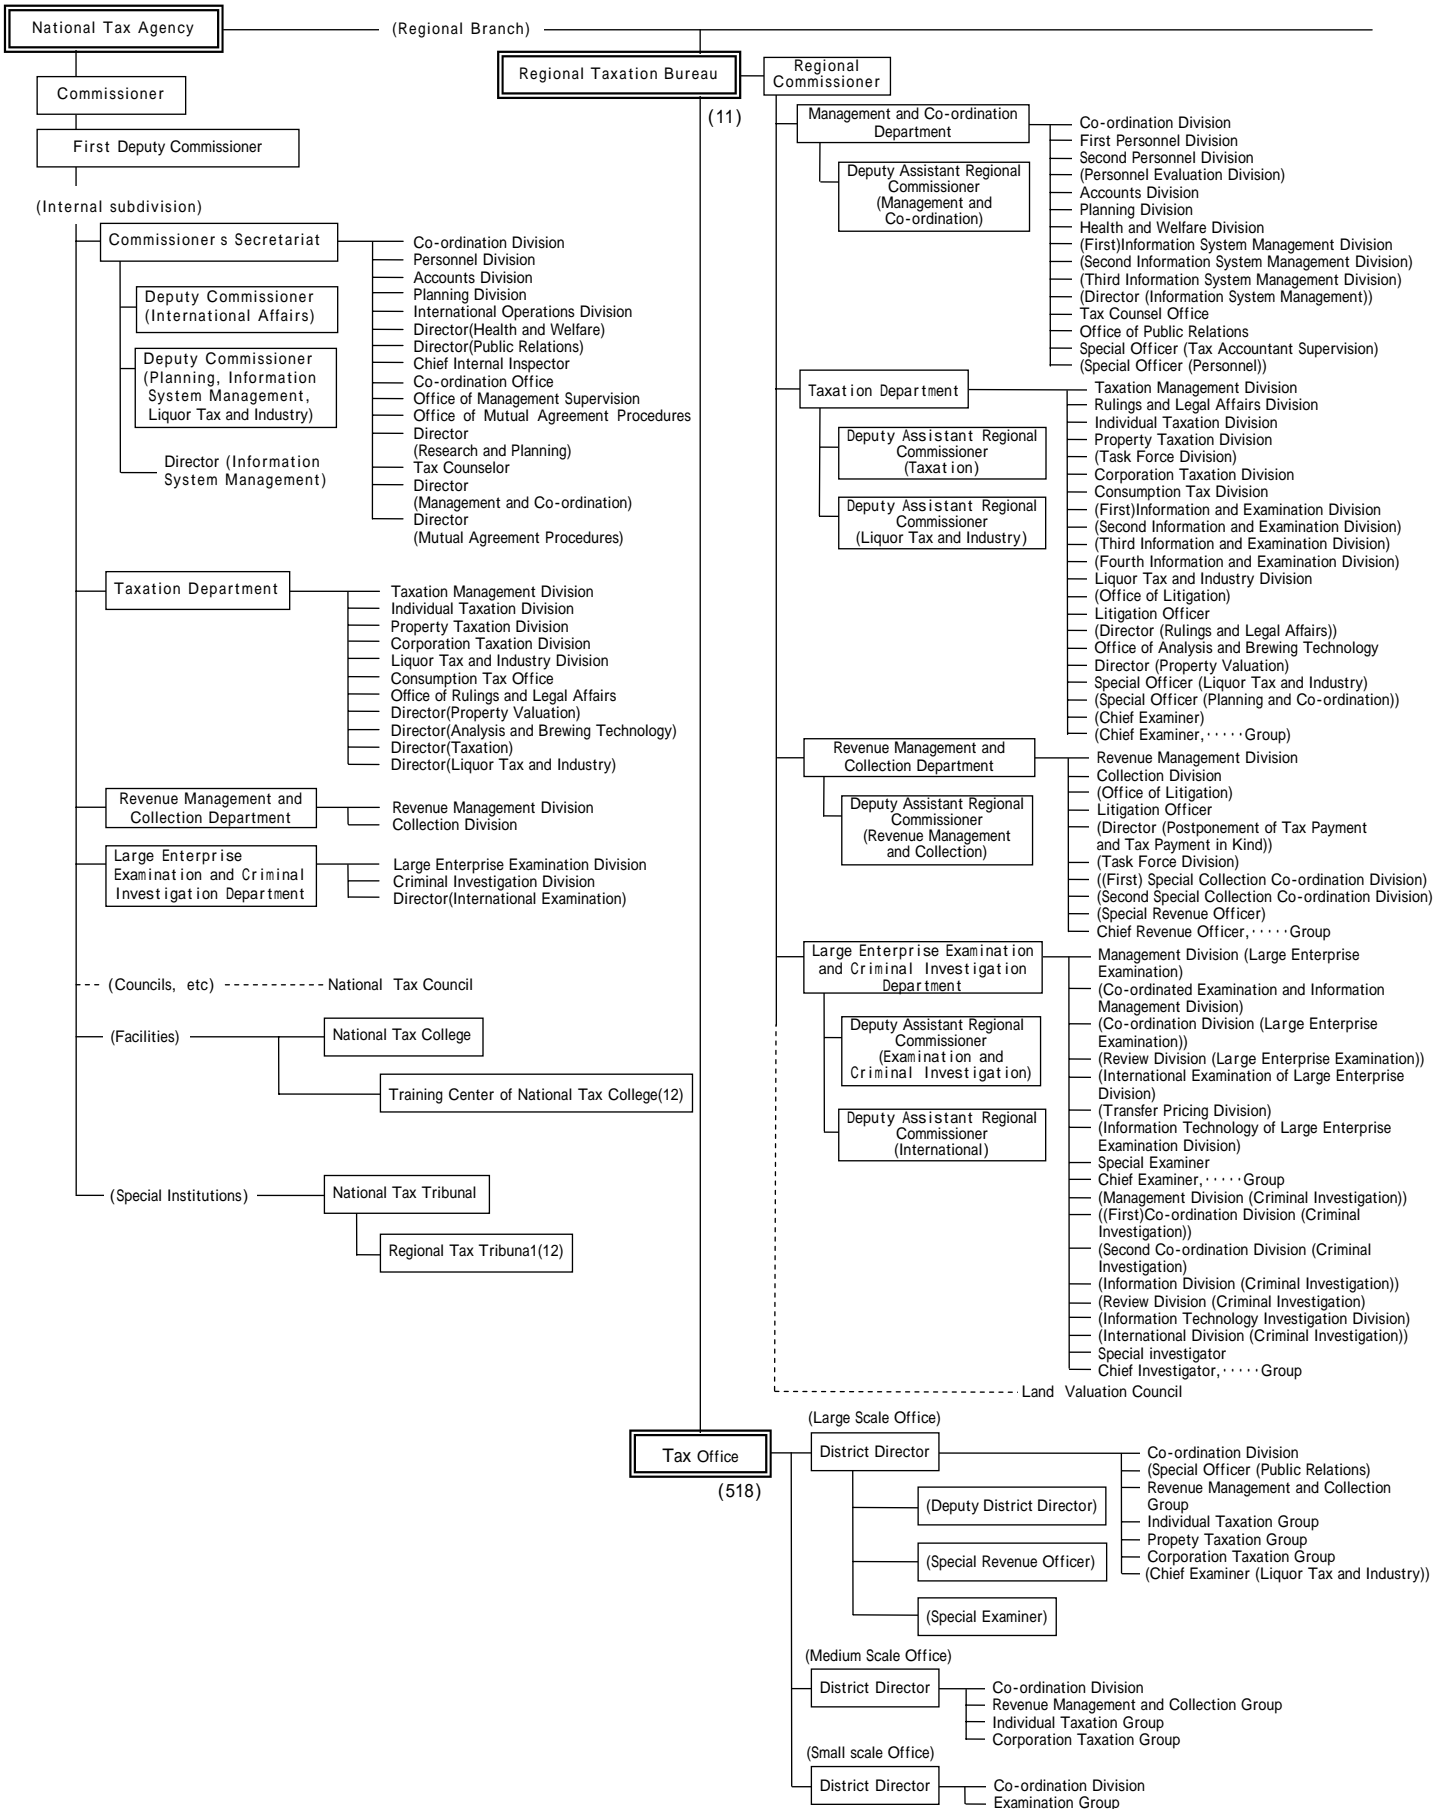 National Tax Agency
(Regional Branch)
Commissioner
First Deputy Commissioner
(Internal subdivision)
Commissioner s Secretariat
Deputy Commissioner
(International Affairs)
Deputy Commissioner
(Planning, Information
System Management,
Liquor Tax and Industry)
Director (Information
System Management)
Co-ordination Division
Personnel Division
Accounts Division
Planning Division
International Operations Division
Director(Health and Welfare)
Director(Public Relations)
Chief Internal Inspector
Co-ordination Office
Office of Management Supervision
Office of Mutual Agreement Procedures
Director
(Research and Planning)
Tax Counselor
Director
(Management and Co-ordination)
Director
(Mutual Agreement Procedures)
Taxation Department
Taxation Management Division
Individual Taxation Division
Property Taxation Division
Corporation Taxation Division
Liquor Tax and Industry Division
Consumption Tax Office
Office of Rulings and Legal Affairs
Director(Property Valuation)
Director(Analysis and Brewing Technology)
Director(Taxation)
Director(Liquor Tax and Industry)
Revenue Management and
Collection Department
Revenue Management Division
Collection Division
Large Enterprise
Examination and Criminal
Investigation Department
Large Enterprise Examination Division
Criminal Investigation Division
Director(International Examination)
(Councils, etc)
National Tax Council
(Facilities)
National Tax College
Training Center of National Tax College(12)
(Special Institutions)
National Tax Tribunal
Regional Tax Tribuna1(12)
Regional Taxation Bureau
(11)
Regional
Commissioner
Management and Co-ordination
Department
Deputy Assistant Regional
Commissioner
(Management and
Co-ordination)
Co-ordination Division
First Personnel Division
Second Personnel Division
(Personnel Evaluation Division)
Accounts Division
Planning Division
Health and Welfare Division
(First)Information System Management Division
(Second Information System Management Division)
(Third Information System Management Division)
(Director (Information System Management))
Tax Counsel Office
Office of Public Relations
Special Officer (Tax Accountant Supervision)
(Special Officer (Personnel))
Taxation Department
Deputy Assistant Regional
Commissioner
(Taxation)
Deputy Assistant Regional
Commissioner
(Liquor Tax and Industry)
Taxation Management Division
Rulings and Legal Affairs Division
Individual Taxation Division
Property Taxation Division
(Task Force Division)
Corporation Taxation Division
Consumption Tax Division
(First)Information and Examination Division
(Second Information and Examination Division)
(Third Information and Examination Division)
(Fourth Information and Examination Division)
Liquor Tax and Industry Division
(Office of Litigation)
Litigation Officer
(Director (Rulings and Legal Affairs))
Office of Analysis and Brewing Technology
Director (Property Valuation)
Special Officer (Liquor Tax and Industry)
(Special Officer (Planning and Co-ordination))
(Chief Examiner)
(Chief Examiner,·····Group)
Revenue Management and
Collection Department
Deputy Assistant Regional
Commissioner
(Revenue Management
and Collection)
Revenue Management Division
Collection Division
(Office of Litigation)
Litigation Officer
(Director (Postponement of Tax Payment
and Tax Payment in Kind))
(Task Force Division)
((First) Special Collection Co-ordination Division)
(Second Special Collection Co-ordination Division)
(Special Revenue Officer)
Chief Revenue Officer,·····Group
Large Enterprise Examination
and Criminal Investigation
Department
Deputy Assistant Regional
Commissioner
(Examination and
Criminal Investigation)
Deputy Assistant Regional
Commissioner
(International)
Management Division (Large Enterprise
Examination)
(Co-ordinated Examination and Information
Management Division)
(Co-ordination Division (Large Enterprise
Examination))
(Review Division (Large Enterprise Examination))
(International Examination of Large Enterprise
Division)
(Transfer Pricing Division)
(Information Technology of Large Enterprise
Examination Division)
Special Examiner
Chief Examiner,·····Group
(Management Division (Criminal Investigation))
((First)Co-ordination Division (Criminal
Investigation))
(Second Co-ordination Division (Criminal
Investigation)
(Information Division (Criminal Investigation))
(Review Division (Criminal Investigation)
(Information Technology Investigation Division)
(International Division (Criminal Investigation))
Special investigator
Chief Investigator,·····Group
Land Valuation Council
Tax Office
(518)
(Large Scale Office)
District Director
(Deputy District Director)
(Special Revenue Officer)
(Special Examiner)
Co-ordination Division
(Special Officer (Public Relations)
Revenue Management and Collection
Group
Individual Taxation Group
Propety Taxation Group
Corporation Taxation Group
(Chief Examiner (Liquor Tax and Industry))
(Medium Scale Office)
District Director
Co-ordination Division
Revenue Management and Collection Group
Individual Taxation Group
Corporation Taxation Group
(Small scale Office)
District Director
Co-ordination Division
Examination Group